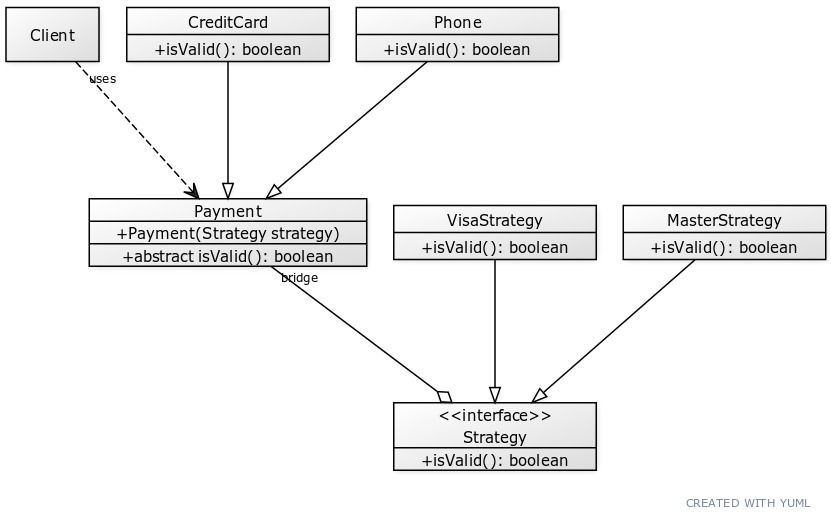 Client
CreditCard
+isValid(): boolean
Phone
+isValid(): boolean
uses
Payment
+Payment(Strategy strategy)
+abstract isValid(): boolean
bridge
VisaStrategy
+isValid(): boolean
MasterStrategy
+isValid(): boolean
<<interface>>
Strategy
+isValid(): boolean
CREATED WITH YUML